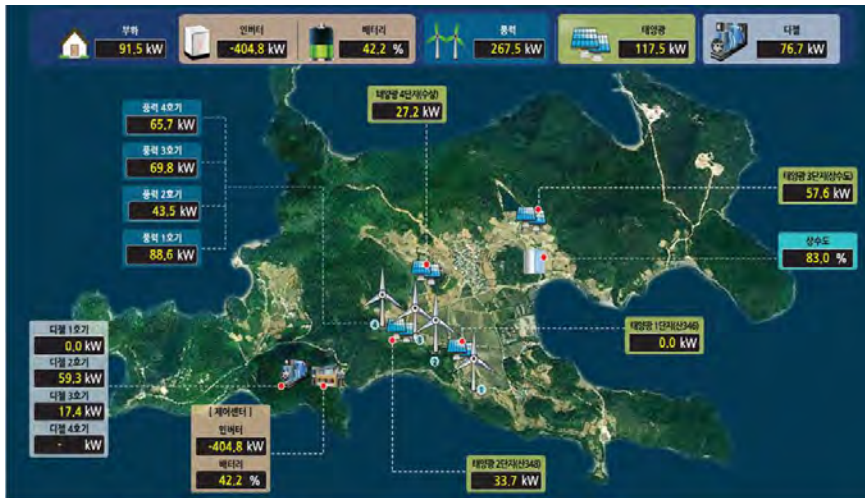 부하
91.5 kW
인버터
-404.8 kW
배터리
42.2 %
풍력
267.5 kW
태양광
117.5 kW
디젤
76.7 kW
풍력 4호기
65.7 kW
풍력 3호기
69.8 kW
풍력 2호기
43.5 kW
풍력 1호기
88.6 kW
태양광 4단지(수상)
27.2 kW
태양광 3단지(상수도)
57.6 kW
상수도
83.0 %
태양광 1단지(산346)
0.0 kW
디젤 1호기
0.0 kW
디젤 2호기
59.3 kW
디젤 3호기
17.4 kW
디젤 4호기
- kW
[ 제어센터 ]
인버터
-404.8 kW
배터리
42.2 %
태양광 2단지(산348)
33.7 kW
4
3
2
1